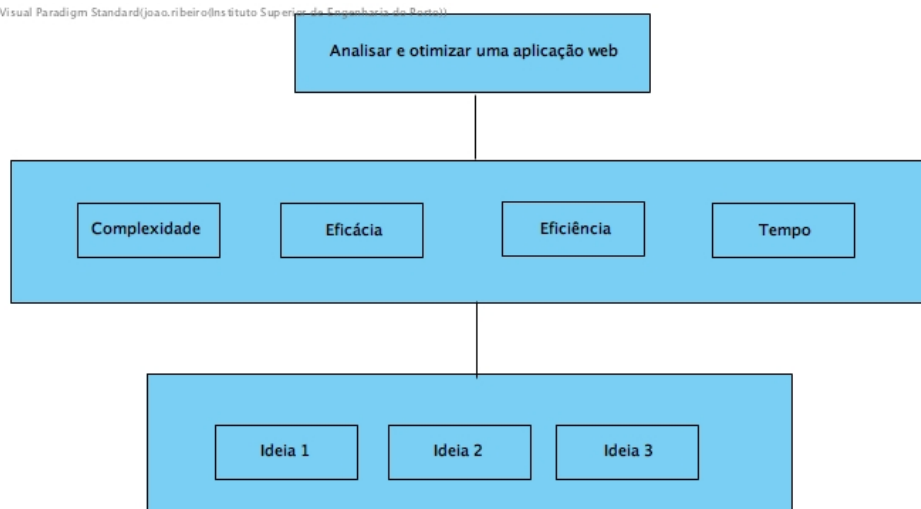 Visual Paradigm Standard(joao.ribeiro(Instituto Superior de Engenharia do Porto))
Analisar e otimizar uma aplicação web
Complexidade Eficácia Eficiência Tempo
Ideia 1 Ideia 2 Ideia 3